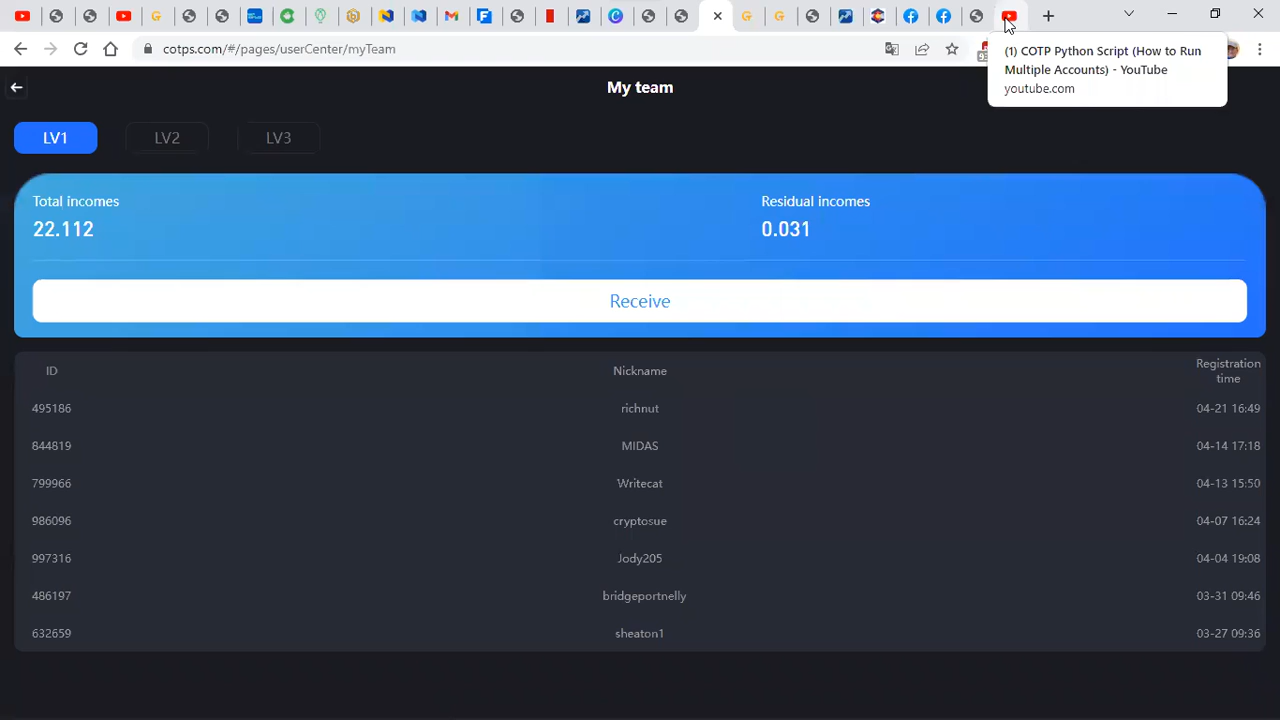 cotps.com/#/pages/userCenter/myTeam
(1) COTP Python Script (How to Run
Multiple Accounts) - YouTube
youtube.com
My team
LV1 LV2 LV3
Total incomes Residual incomes
22.112 0.031
Receive
ID Nickname Registration
time
495186 richnut 04-21 16:49
844819 MIDAS 04-14 17:18
799966 Writecat 04-13 15:50
986096 cryptosue 04-07 16:24
997316 Jody205 04-04 19:08
486197 bridgeportnelly 03-31 09:46
632659 sheaton1 03-27 09:36